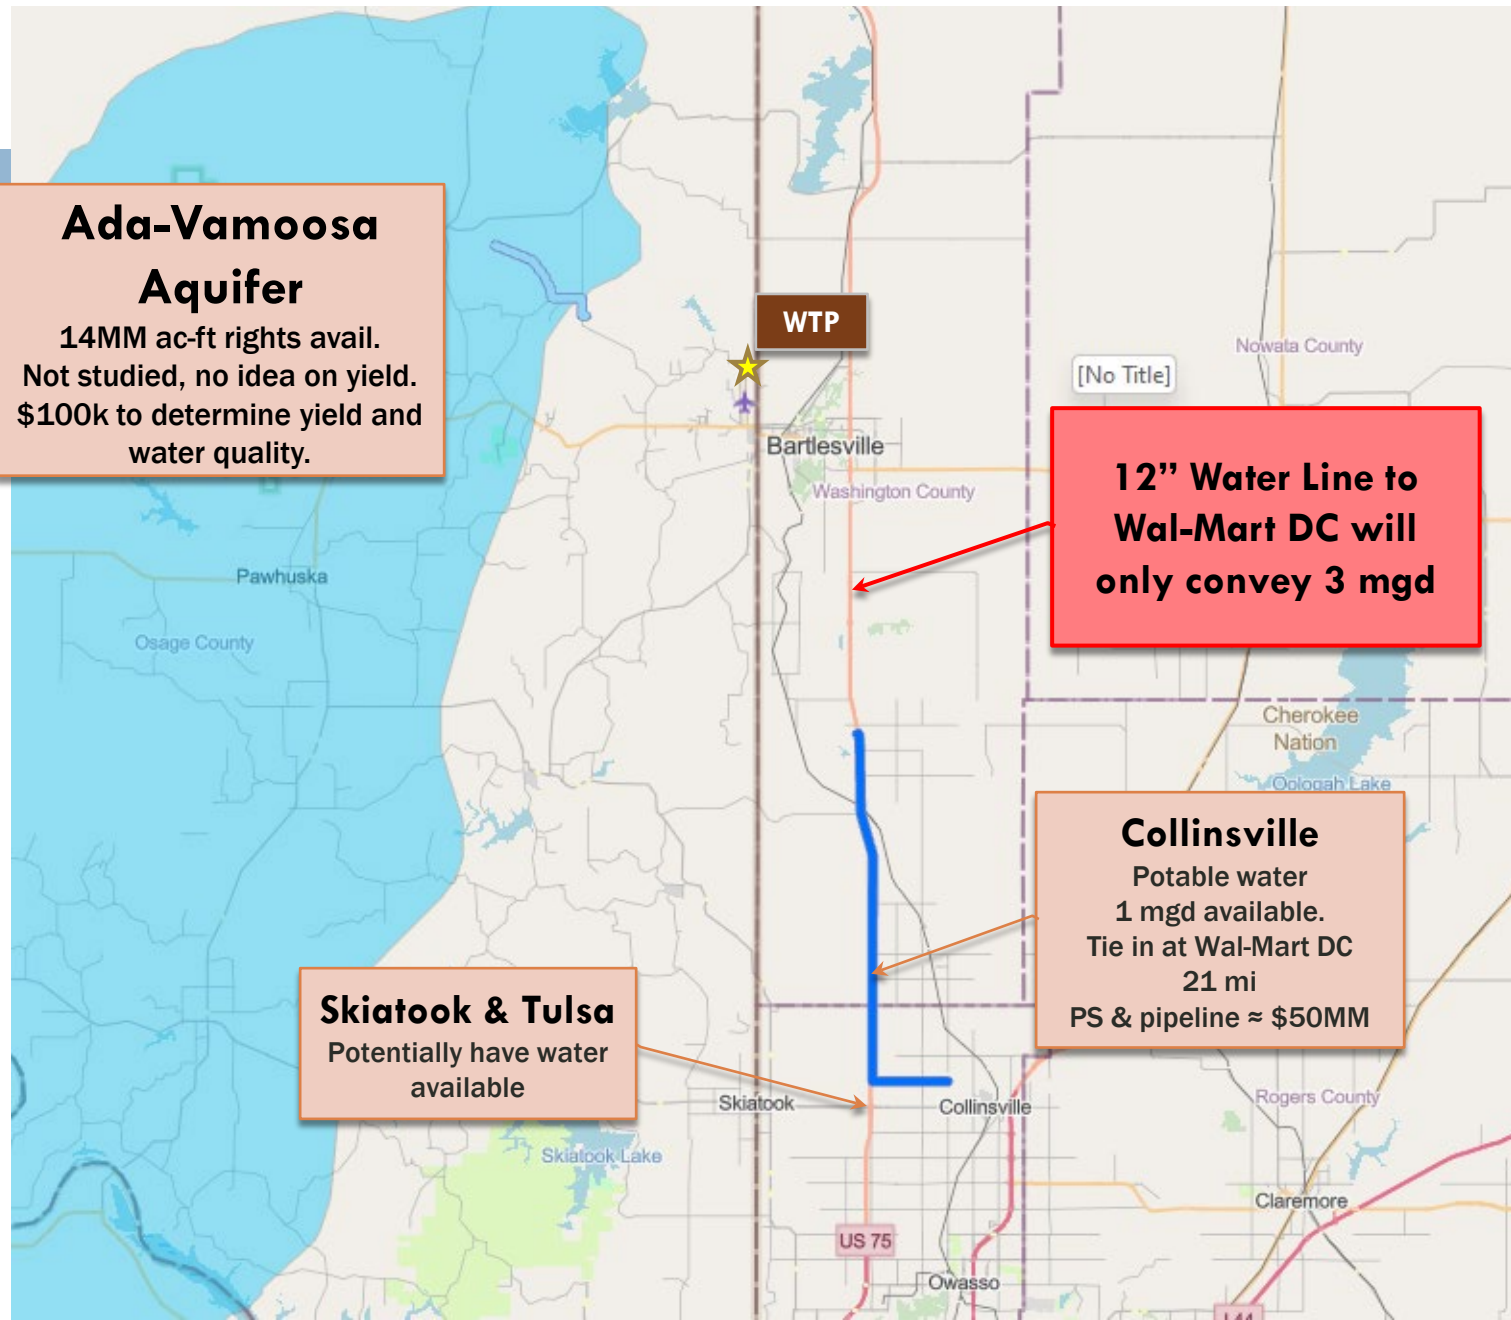 Ada-Vamoosa
Aquifer
14MM ac-ft rights avail.
Not studied, no idea on yield.
$100k to determine yield and
water quality.
WTP
Nowata County
[No Title]
Bartlesville
Washington County
12” Water Line to
Wal-Mart DC will
only convey 3 mgd
Pawhuska
Osage County
Cherokee
Nation
Oologah Lake
Collinsville
Potable water
1 mgd available.
Tie in at Wal-Mart DC
21 mi
PS & pipeline ≈ $50MM
Skiatook & Tulsa
Potentially have water
available
Skiatook
Collinsville
Rogers County
Skiatook Lake
Claremore
US 75
Owasso
I 44